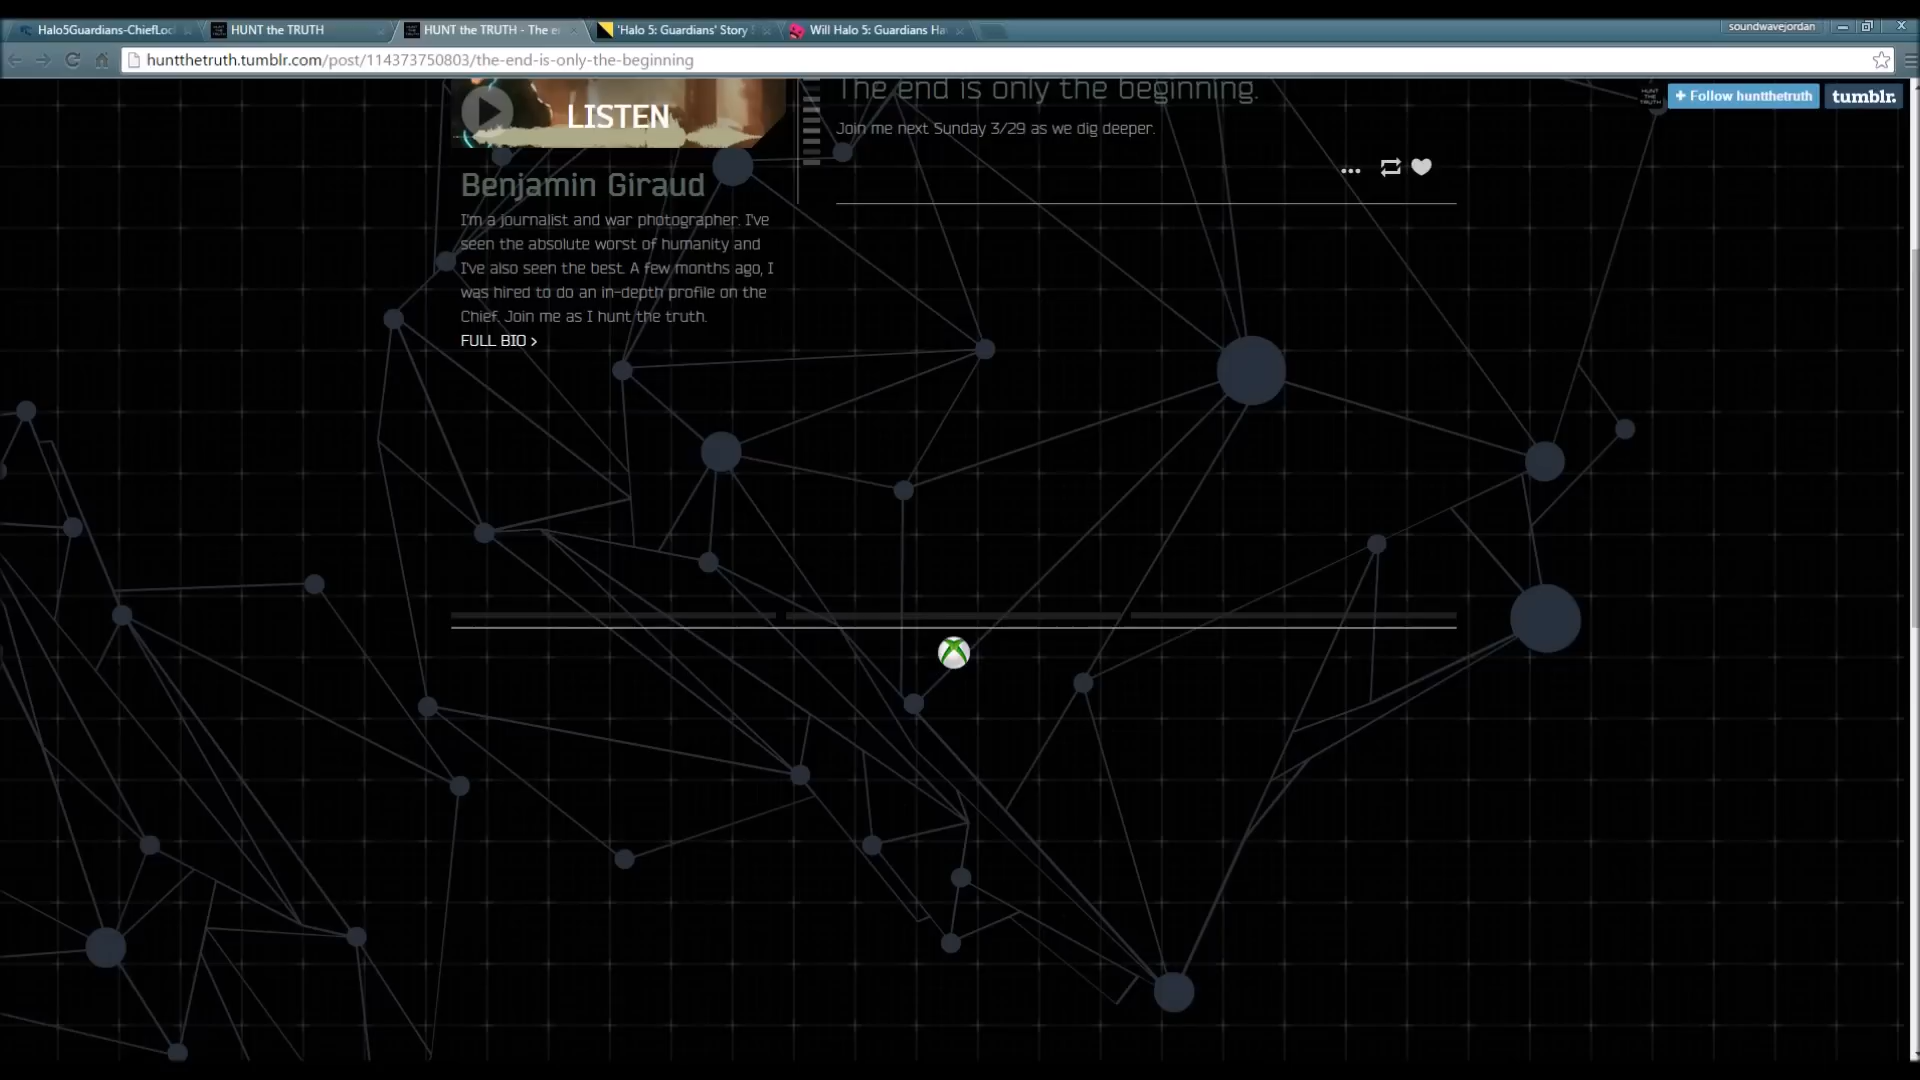 Halo5Guardians-ChiefLoc
HUNT the TRUTH
HUNT the TRUTH - The e
'Halo 5: Guardians' Story
Will Halo 5: Guardians Ha
soundwavejordan
huntthetruth.tumblr.com/post/114373750803/the-end-is-only-the-beginning
Follow huntthetruth
tumblr.
LISTEN
The end is only the beginning.
Join me next Sunday 3/29 as we dig deeper.
Benjamin Giraud
I'm a journalist and war photographer. I've
seen the absolute worst of humanity and
I've also seen the best. A few months ago, I
was hired to do an in-depth profile on the
Chief. Join me as I hunt the truth.
FULL BIO >